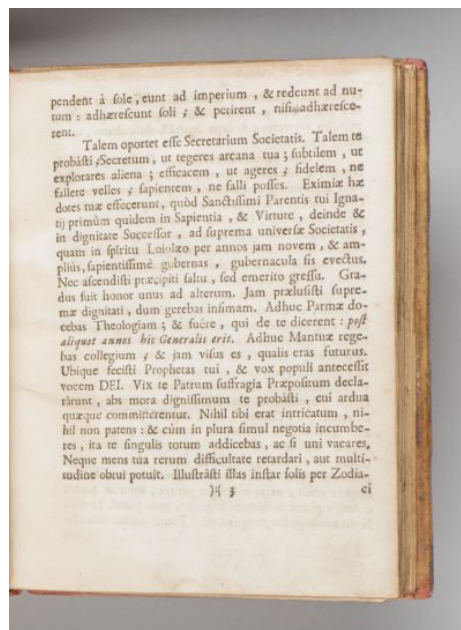 pendent à sole, eunt ad imperium, & redeunt ad nu-
tum: adhærescunt soli; & perirent, nisi adhæresce-
rent.
Talem oportet esse Secretarium Societatis. Talem te
probâsti; Secretum, ut tegeres arcana tua; subtilem, ut
explorares aliena; efficacem, ut ageres; fidelem, ne
fallere velles; sapientem, ne falli posses. Eximiæ hæ
dotes tuæ effecerunt, quòd Sanctissimi Parentis tui Igna-
tij primùm quidem in Sapientia, & Virtute, deinde &
in dignitate Successor, ad suprema universæ Societatis,
quam in spiritu Loiolæo per annos jam novem, & am-
plius, sapientissimè gubernas, gubernacula sis evectus.
Nec ascendisti præcipiti saltu, sed emerito gressu. Gra-
dus fuit honor unus ad alterum. Jam prælusisti supre-
mæ dignitati, dum gerebas infimam. Adhuc Parmæ do-
cebas Theologiam; & fuêre, qui de te dicerent: post
aliquot annos hic Generalis erit. Adhuc Mantuæ rege-
bas collegium; & jam visus es, qualis eras futurus.
Ubique fecisti Prophetas tui, & vox populi antecessit
vocem DEI. Vix te Patrum suffragia Præpositum decla-
rârunt, abs mora dignissimum te probâsti, cui ardua
quæque committerentur. Nihil tibi erat intricatum, ni-
hil non patens: & cùm in plura simul negotia incumbe-
res, ita te singulis totum addicebas, ac si uni vacares.
Neque mens tua rerum difficultate retardari, aut multi-
tudine obrui potuit. Illustrâsti illas instar solis per Zodia-
)( 3 ci